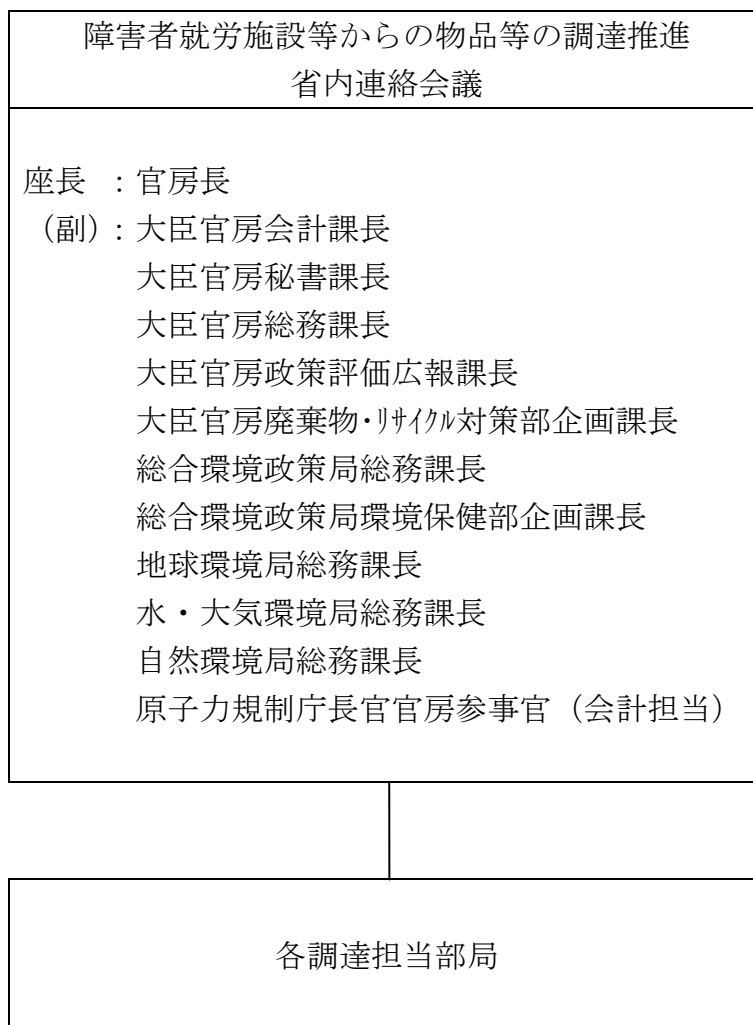 障害者就労施設等からの物品等の調達推進
省内連絡会議
座長 ：官房長
（副）：大臣官房会計課長
大臣官房秘書課長
大臣官房総務課長
大臣官房政策評価広報課長
大臣官房廃棄物・ﾘｻｲｸﾙ対策部企画課長
総合環境政策局総務課長
総合環境政策局環境保健部企画課長
地球環境局総務課長
水・大気環境局総務課長
自然環境局総務課長
原子力規制庁長官官房参事官（会計担当）
各調達担当部局